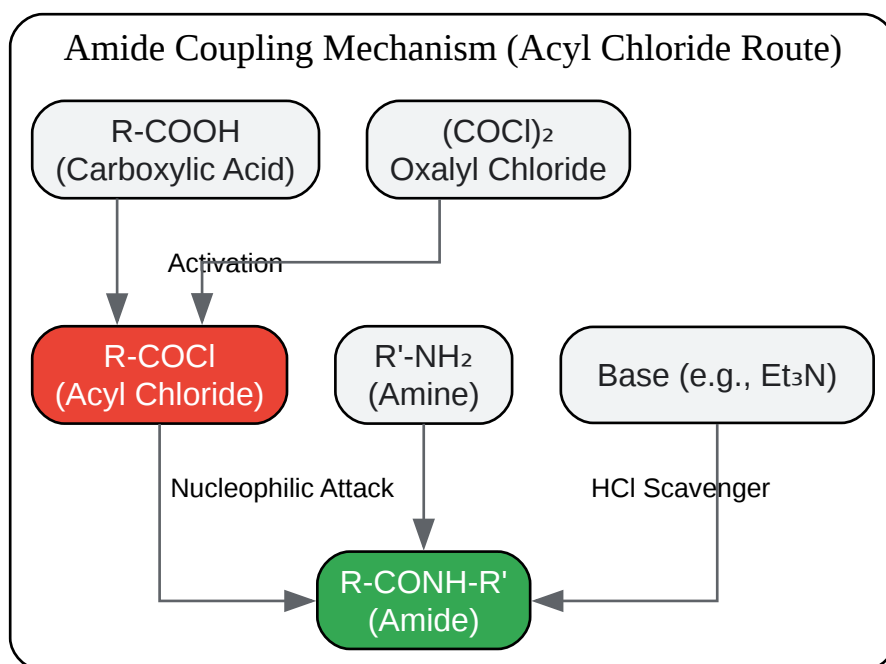 Amide Coupling Mechanism (Acyl Chloride Route)
R-COOH
(Carboxylic Acid)
(COCl)₂
Oxalyl Chloride
Activation
R-COCl
(Acyl Chloride)
R'-NH₂
(Amine)
Base (e.g., Et₃N)
Nucleophilic Attack
HCl Scavenger
R-CONH-R'
(Amide)